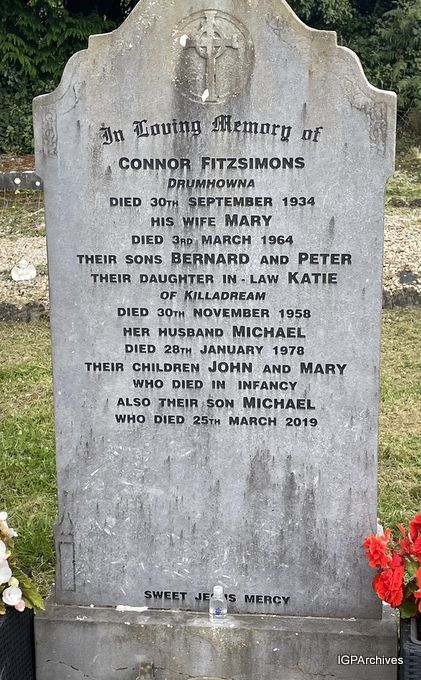 In Loving Memory of
CONNOR FITZSIMONS
DRUMHOWNA
DIED 30TH SEPTEMBER 1934
HIS WIFE MARY
DIED 3RD MARCH 1964
THEIR SONS BERNARD AND PETER
THEIR DAUGHTER IN - LAW KATIE
OF KILLADREAM
DIED 30TH NOVEMBER 1958
HER HUSBAND MICHAEL
DIED 28TH JANUARY 1978
THEIR CHILDREN JOHN AND MARY
WHO DIED IN INFANCY
ALSO THEIR SON MICHAEL
WHO DIED 25TH MARCH 2019
SWEET JESUS MERCY
IGPArchives